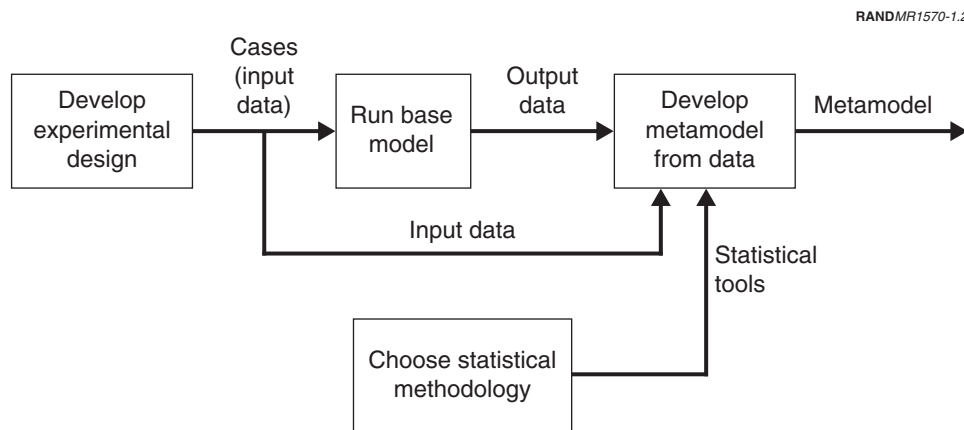 RANDMR1570-1.2
Cases
(input
data)
Output
data
Develop
experimental
design
Run base
model
Develop
metamodel
from data
Metamodel
Input data
Statistical
tools
Choose statistical
methodology